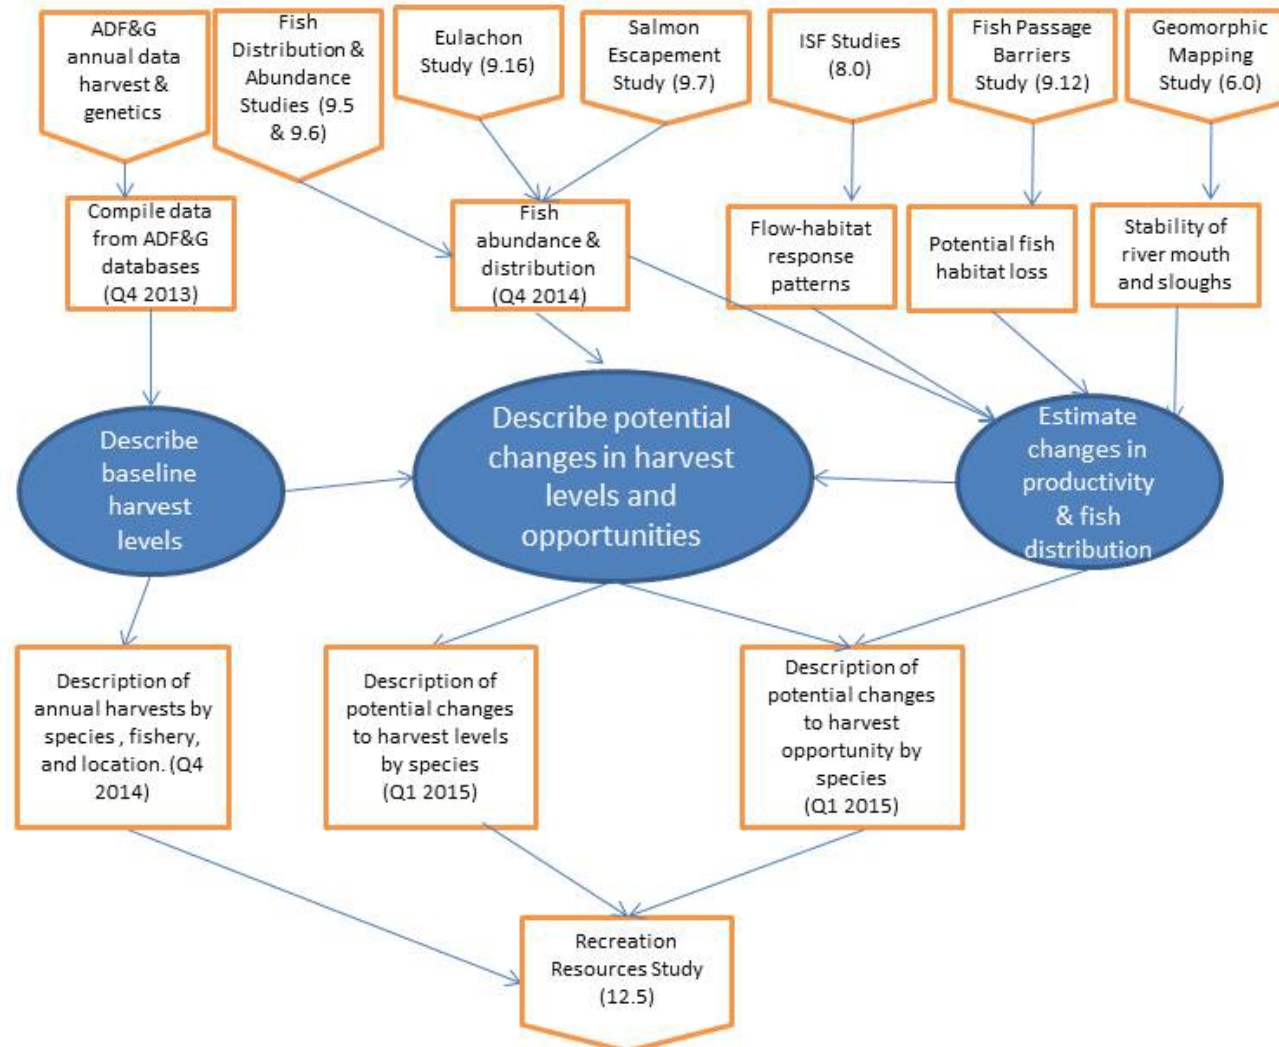 ADF&G
annual data
harvest &
genetics
Fish
Distribution &
Abundance
Studies (9.5
& 9.6)
Eulachon
Study (9.16)
Salmon
Escapement
Study (9.7)
ISF Studies
(8.0)
Fish Passage
Barriers
Study (9.12)
Geomorphic
Mapping
Study (6.0)
Compile data
from ADF&G
databases
(Q4 2013)
Fish
abundance &
distribution
(Q4 2014)
Flow-habitat
response
patterns
Potential fish
habitat loss
Stability of
river mouth
and sloughs
Describe
baseline
harvest
levels
Describe potential
changes in harvest
levels and
opportunities
Estimate
changes in
productivity
& fish
distribution
Description of
annual harvests by
species , fishery,
and location. (Q4
2014)
Description of
potential changes
to harvest levels
by species
(Q1 2015)
Description of
potential changes
to harvest
opportunity by
species
(Q1 2015)
Recreation
Resources Study
(12.5)